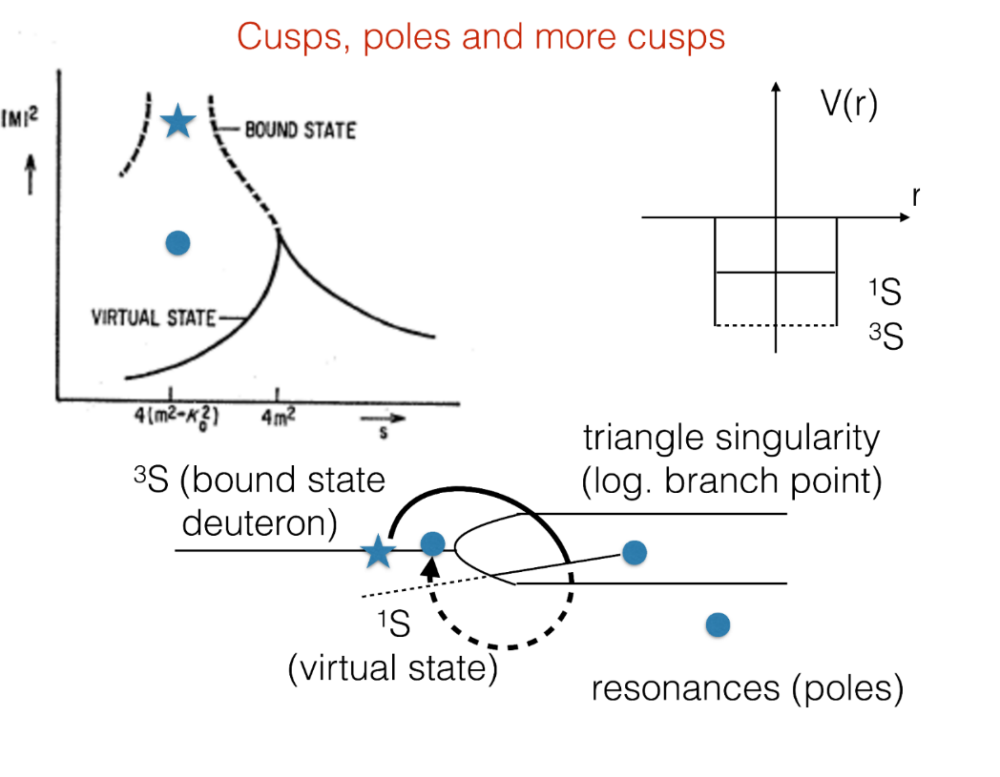 Cusps, poles and more cusps
|M|²
BOUND STATE
VIRTUAL STATE
4(m²-K₀²)
4m²
s
V(r)
r
¹S
³S
triangle singularity
(log. branch point)
³S (bound state
deuteron)
¹S
(virtual state)
resonances (poles)